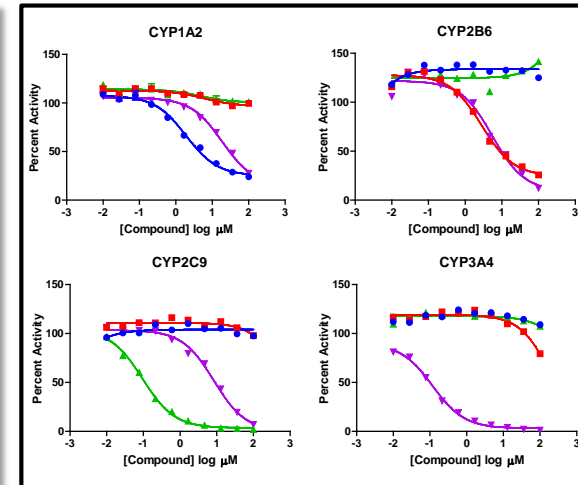 CYP1A2
150
100
50
0
Percent Activity
-3 -2 -1 0 1 2 3
[Compound] log μM
CYP2B6
150
100
50
0
Percent Activity
-3 -2 -1 0 1 2 3
[Compound] log μM
CYP2C9
150
100
50
0
Percent Activity
-3 -2 -1 0 1 2 3
[Compound] log μM
CYP3A4
150
100
50
0
Percent Activity
-3 -2 -1 0 1 2 3
[Compound] log μM